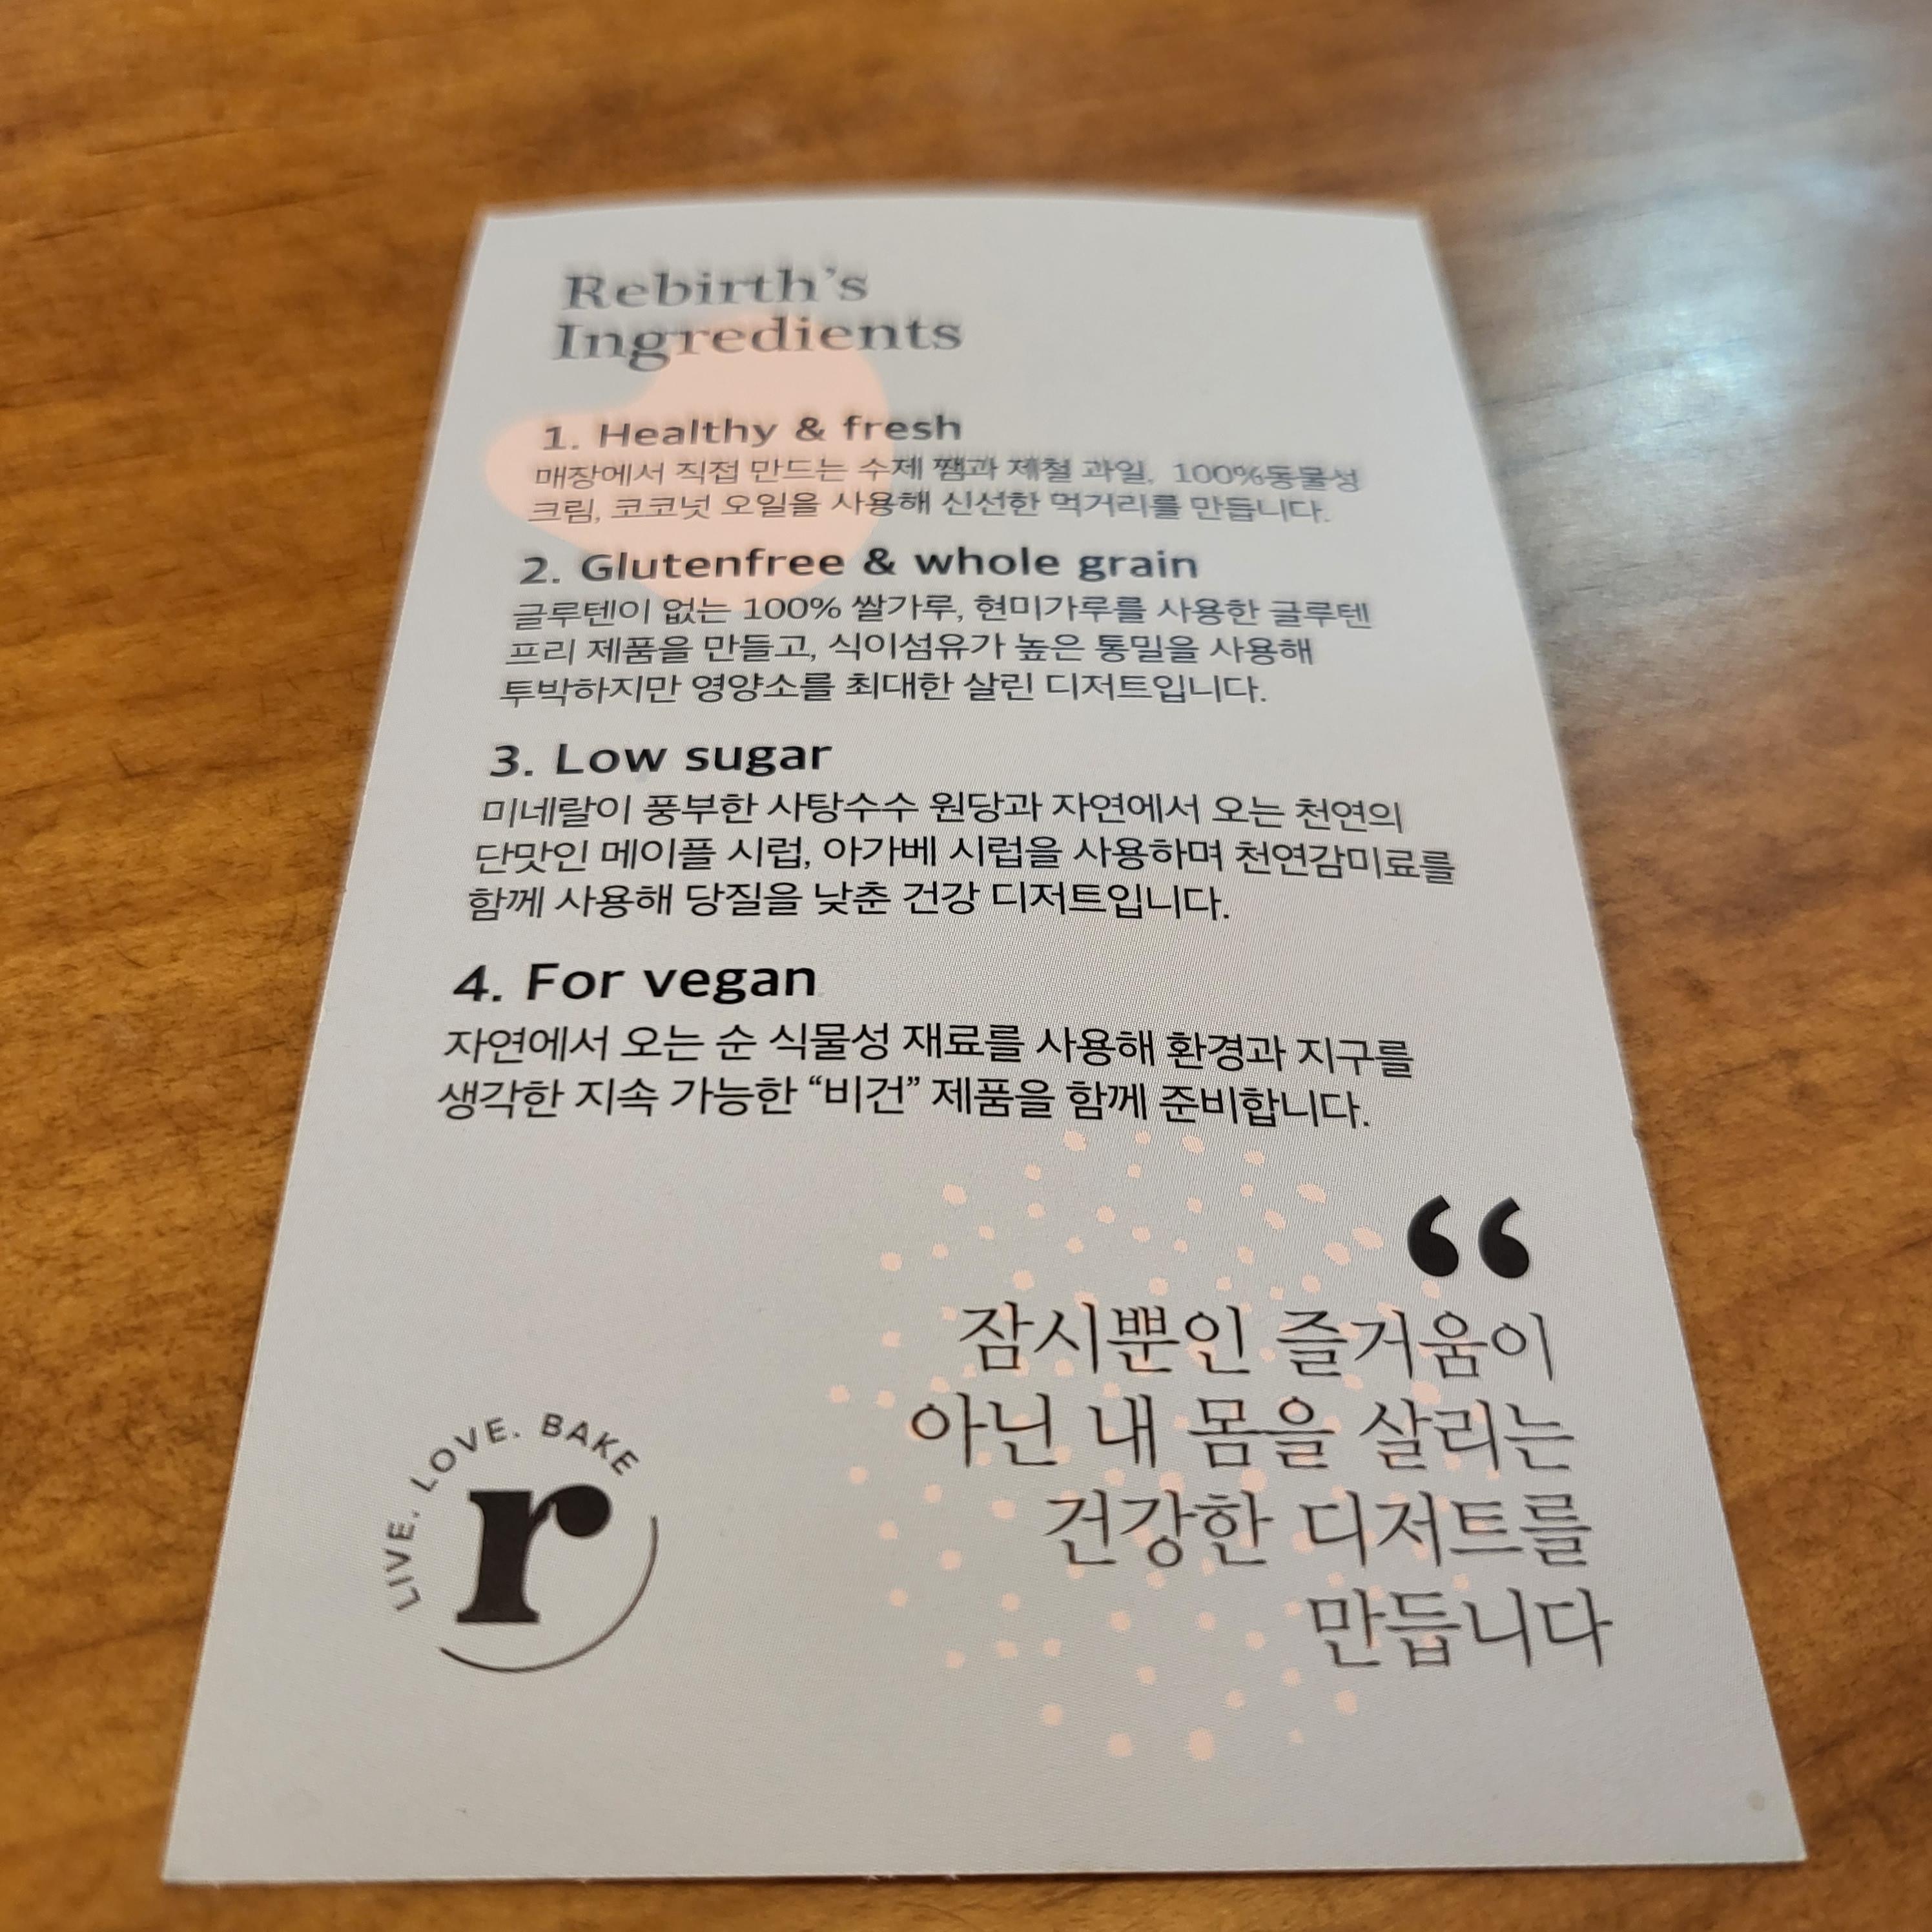 Rebirth's
Ingredients
1. Healthy & fresh
매장에서 직접 만드는 수제 쨈과 제철 과일, 100%동물성
크림, 코코넛 오일을 사용해 신선한 먹거리를 만듭니다.
2. Glutenfree & whole grain
글루텐이 없는 100% 쌀가루, 현미가루를 사용한 글루텐
프리 제품을 만들고, 식이섬유가 높은 통밀을 사용해
투박하지만 영양소를 최대한 살린 디저트입니다.
3. Low sugar
미네랄이 풍부한 사탕수수 원당과 자연에서 오는 천연의
단맛인 메이플 시럽, 아가베 시럽을 사용하며 천연감미료를
함께 사용해 당질을 낮춘 건강 디저트입니다.
4. For vegan
자연에서 오는 순 식물성 재료를 사용해 환경과 지구를
생각한 지속 가능한 “비건” 제품을 함께 준비합니다.
“
잠시뿐인 즐거움이
아닌 내 몸을 살리는
건강한 디저트를
만듭니다
LIVE. LOVE. BAKE
r